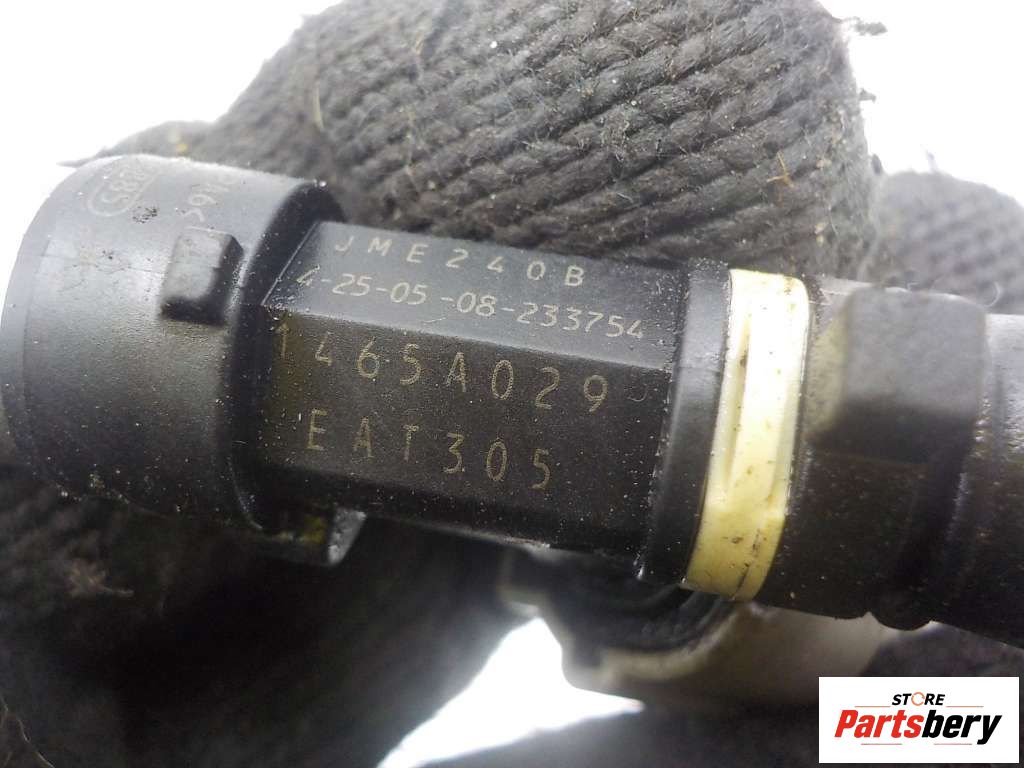 JME240B
4-25-05-08-233754
1465A029
EAT305
STORE
Partsbery